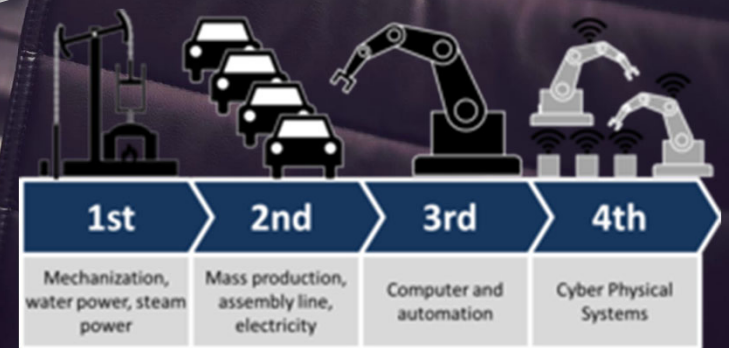 1st
2nd
3rd
4th
Mechanization,
water power, steam
power
Mass production,
assembly line,
electricity
Computer and
automation
Cyber Physical
Systems